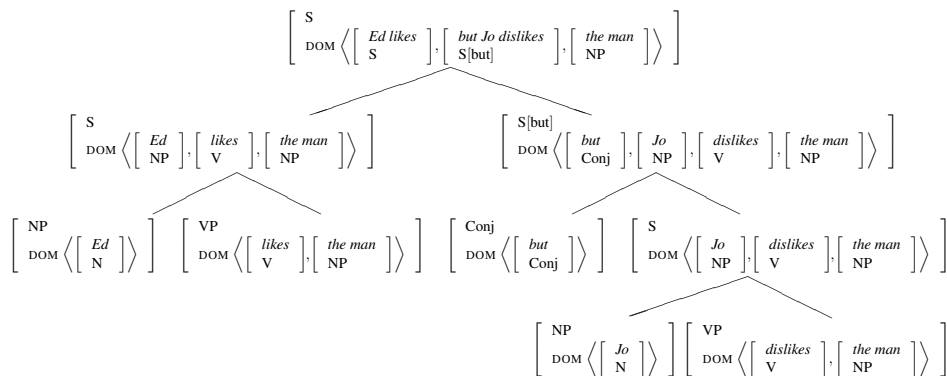 S
DOM ⟨[Ed likes S], [but Jo dislikes S[but]], [the man NP]⟩
S
DOM ⟨[Ed NP], [likes V], [the man NP]⟩
S[but]
DOM ⟨[but Conj], [Jo NP], [dislikes V], [the man NP]⟩
NP
DOM ⟨[Ed N]⟩
VP
DOM ⟨[likes V], [the man NP]⟩
Conj
DOM ⟨[but Conj]⟩
S
DOM ⟨[Jo NP], [dislikes V], [the man NP]⟩
NP
DOM ⟨[Jo N]⟩
VP
DOM ⟨[dislikes V], [the man NP]⟩